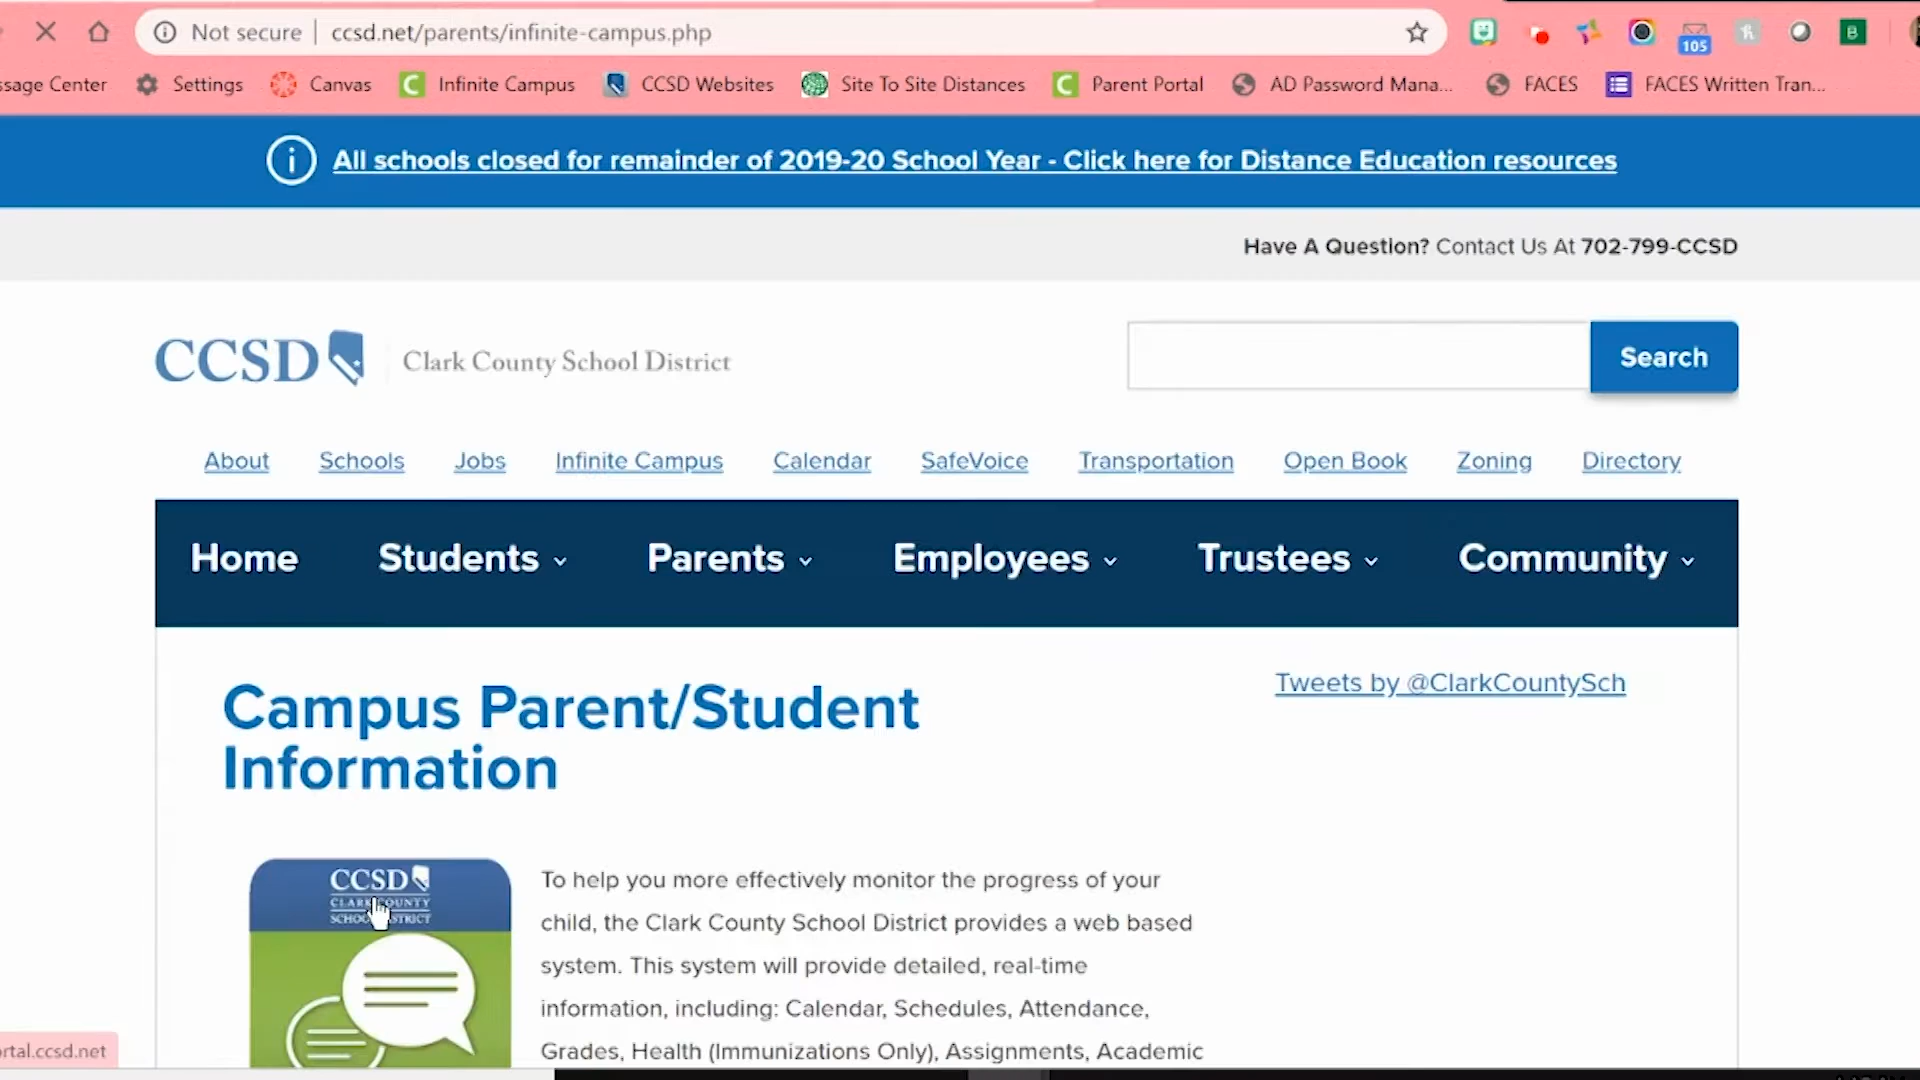 Not secure | ccsd.net/parents/infinite-campus.php
105
B
ssage Center Settings Canvas Infinite Campus CCSD Websites Site To Site Distances Parent Portal AD Password Mana... FACES FACES Written Tran...
All schools closed for remainder of 2019-20 School Year - Click here for Distance Education resources
Have A Question? Contact Us At 702-799-CCSD
CCSD Clark County School District
Search
About Schools Jobs Infinite Campus Calendar SafeVoice Transportation Open Book Zoning Directory
Home Students Parents Employees Trustees Community
Campus Parent/Student
Information
Tweets by @ClarkCountySch
CCSD
CLARK COUNTY
SCHOOL DISTRICT
To help you more effectively monitor the progress of your
child, the Clark County School District provides a web based
system. This system will provide detailed, real-time
information, including: Calendar, Schedules, Attendance,
Grades, Health (Immunizations Only), Assignments, Academic
rtal.ccsd.net